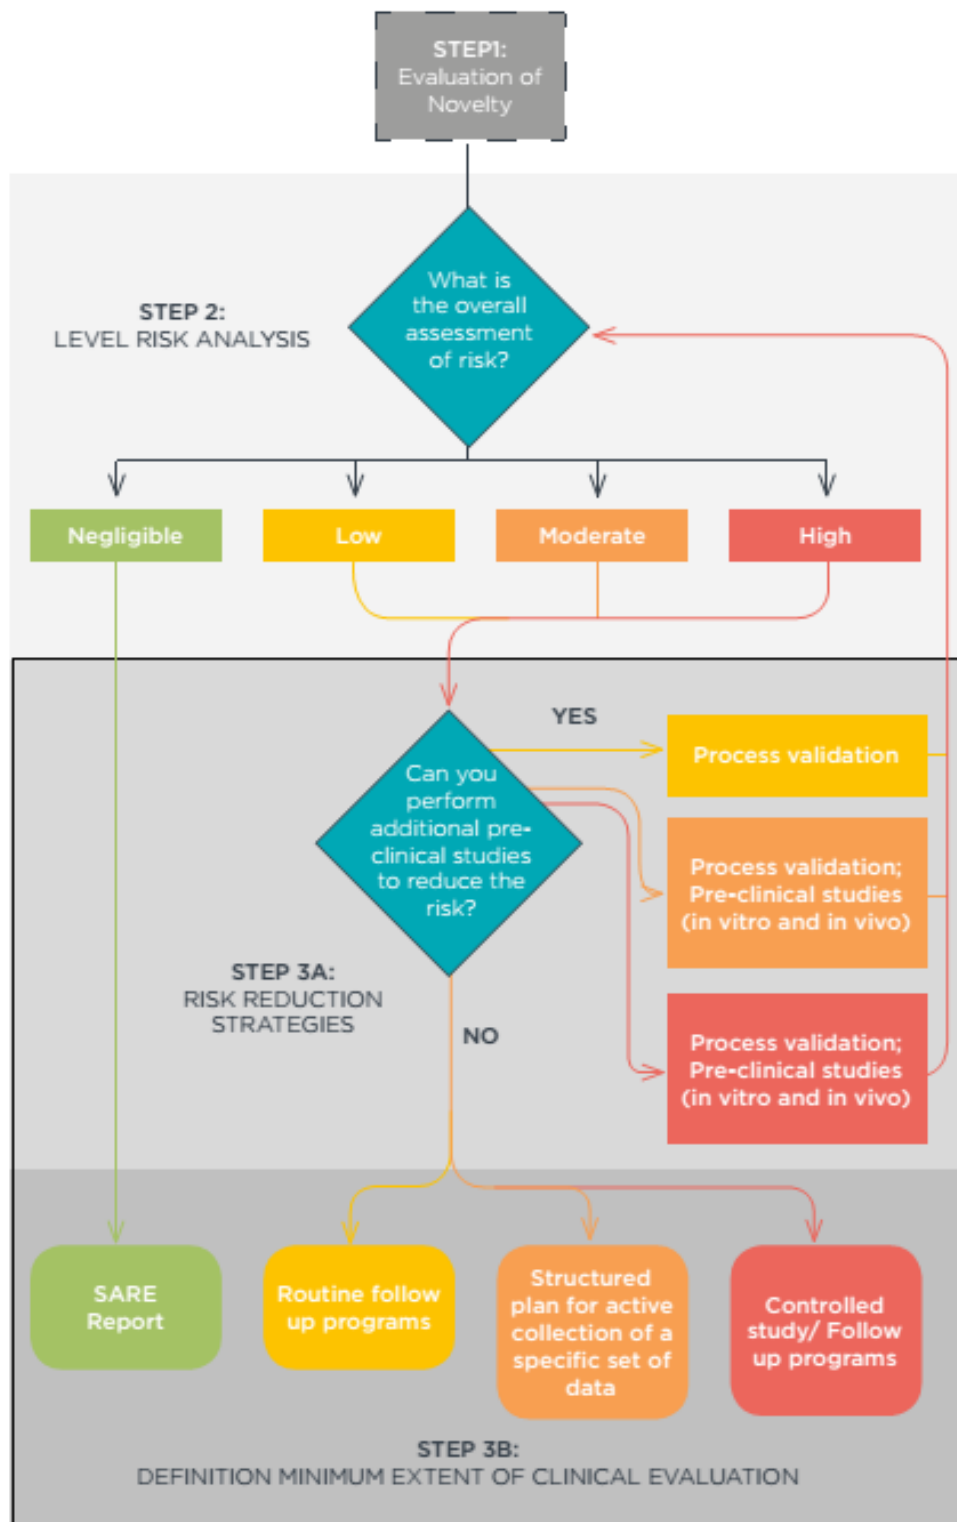 STEP1:
Evaluation of
Novelty
What is
the overall
assessment
of risk?
STEP 2:
LEVEL RISK ANALYSIS
Negligible
Low
Moderate
High
YES
Process validation
Can you
perform
additional pre-
clinical studies
to reduce the
risk?
Process validation;
Pre-clinical studies
(in vitro and in vivo)
STEP 3A:
RISK REDUCTION
STRATEGIES
NO
Process validation;
Pre-clinical studies
(in vitro and in vivo)
SARE
Report
Routine follow
up programs
Structured
plan for active
collection of a
specific set of
data
Controlled
study/ Follow
up programs
STEP 3B:
DEFINITION MINIMUM EXTENT OF CLINICAL EVALUATION